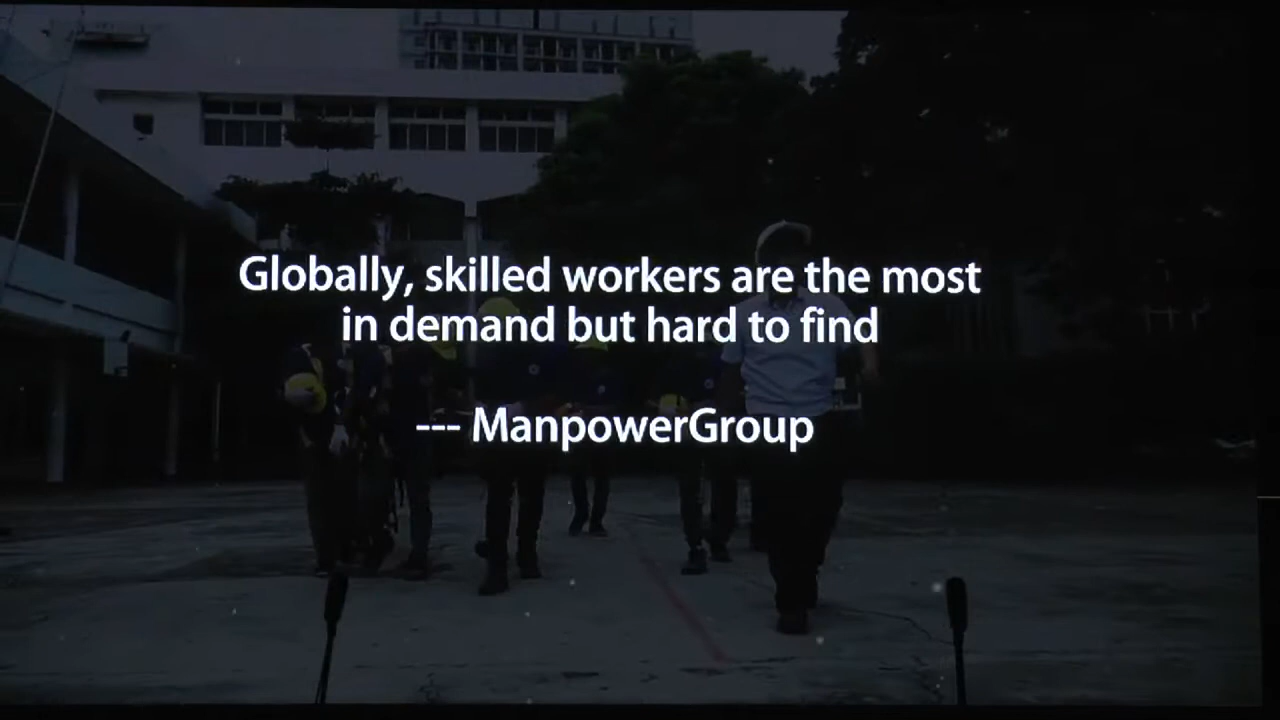 Globally, skilled workers are the most
in demand but hard to find
--- ManpowerGroup